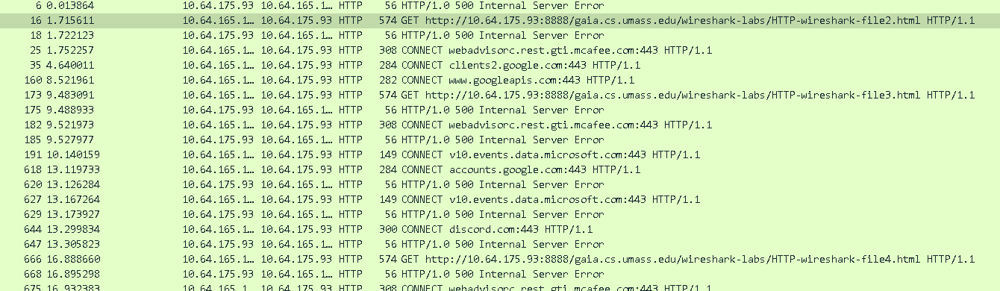 6 0.013864 10.64.175.93 10.64.165.1… HTTP 56 HTTP/1.0 500 Internal Server Error
16 1.715611 10.64.165.1… 10.64.175.93 HTTP 574 GET http://10.64.175.93:8888/gaia.cs.umass.edu/wireshark-labs/HTTP-wireshark-file2.html HTTP/1.1
18 1.722123 10.64.175.93 10.64.165.1… HTTP 56 HTTP/1.0 500 Internal Server Error
25 1.752257 10.64.165.1… 10.64.175.93 HTTP 308 CONNECT webadvisorc.rest.gti.mcafee.com:443 HTTP/1.1
35 4.640011 10.64.165.1… 10.64.175.93 HTTP 284 CONNECT clients2.google.com:443 HTTP/1.1
160 8.521961 10.64.165.1… 10.64.175.93 HTTP 282 CONNECT www.googleapis.com:443 HTTP/1.1
173 9.483091 10.64.165.1… 10.64.175.93 HTTP 574 GET http://10.64.175.93:8888/gaia.cs.umass.edu/wireshark-labs/HTTP-wireshark-file3.html HTTP/1.1
175 9.488933 10.64.175.93 10.64.165.1… HTTP 56 HTTP/1.0 500 Internal Server Error
182 9.521973 10.64.165.1… 10.64.175.93 HTTP 308 CONNECT webadvisorc.rest.gti.mcafee.com:443 HTTP/1.1
185 9.527977 10.64.175.93 10.64.165.1… HTTP 56 HTTP/1.0 500 Internal Server Error
191 10.140159 10.64.165.1… 10.64.175.93 HTTP 149 CONNECT v10.events.data.microsoft.com:443 HTTP/1.1
618 13.119733 10.64.165.1… 10.64.175.93 HTTP 284 CONNECT accounts.google.com:443 HTTP/1.1
620 13.126284 10.64.175.93 10.64.165.1… HTTP 56 HTTP/1.0 500 Internal Server Error
627 13.167264 10.64.165.1… 10.64.175.93 HTTP 149 CONNECT v10.events.data.microsoft.com:443 HTTP/1.1
629 13.173927 10.64.175.93 10.64.165.1… HTTP 56 HTTP/1.0 500 Internal Server Error
644 13.299834 10.64.165.1… 10.64.175.93 HTTP 300 CONNECT discord.com:443 HTTP/1.1
647 13.305823 10.64.175.93 10.64.165.1… HTTP 56 HTTP/1.0 500 Internal Server Error
666 16.888660 10.64.165.1… 10.64.175.93 HTTP 574 GET http://10.64.175.93:8888/gaia.cs.umass.edu/wireshark-labs/HTTP-wireshark-file4.html HTTP/1.1
668 16.895298 10.64.175.93 10.64.165.1… HTTP 56 HTTP/1.0 500 Internal Server Error
675 16.932383 10.64.165.1… 10.64.175.93 HTTP 308 CONNECT webadvisorc.rest.gti.mcafee.com:443 HTTP/1.1